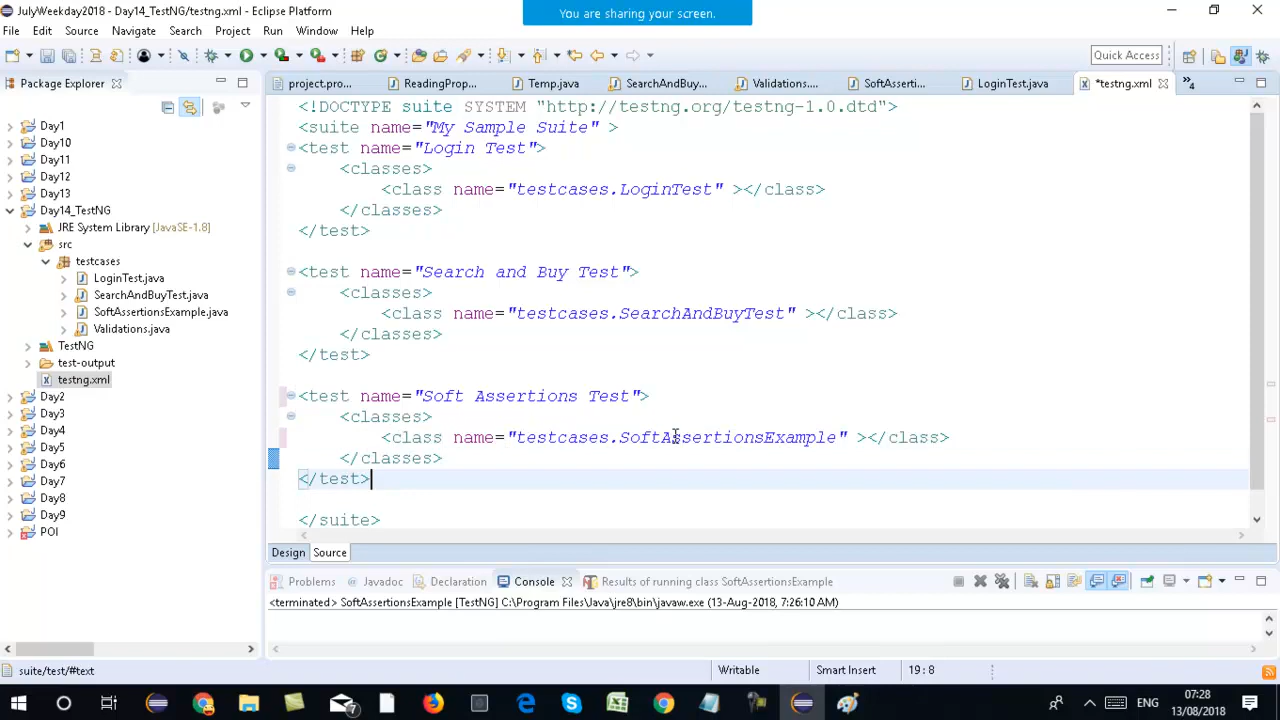 JulyWeekday2018 - Day14_TestNG/testng.xml - Eclipse Platform
You are sharing your screen.
File Edit Source Navigate Search Project Run Window Help
Quick Access
Package Explorer
project.pro... ReadingProp... Temp.java SearchAndBuy... Validations.... SoftAsserti... LoginTest.java *testng.xml »4
Day1
Day10
Day11
Day12
Day13
Day14_TestNG
JRE System Library [JavaSE-1.8]
src
testcases
LoginTest.java
SearchAndBuyTest.java
SoftAssertionsExample.java
Validations.java
TestNG
test-output
testng.xml
Day2
Day3
Day4
Day5
Day6
Day7
Day8
Day9
POI
<!DOCTYPE suite SYSTEM "http://testng.org/testng-1.0.dtd">
<suite name="My Sample Suite" >
<test name="Login Test">
<classes>
<class name="testcases.LoginTest" ></class>
</classes>
</test>
<test name="Search and Buy Test">
<classes>
<class name="testcases.SearchAndBuyTest" ></class>
</classes>
</test>
<test name="Soft Assertions Test">
<classes>
<class name="testcases.SoftAssertionsExample" ></class>
</classes>
</test>
</suite>
Design Source
Problems Javadoc Declaration Console Results of running class SoftAssertionsExample
<terminated> SoftAssertionsExample [TestNG] C:\Program Files\Java\jre8\bin\javaw.exe (13-Aug-2018, 7:26:10 AM)
suite/test/#text Writable Smart Insert 19 : 8
7 ENG 07:28
13/08/2018